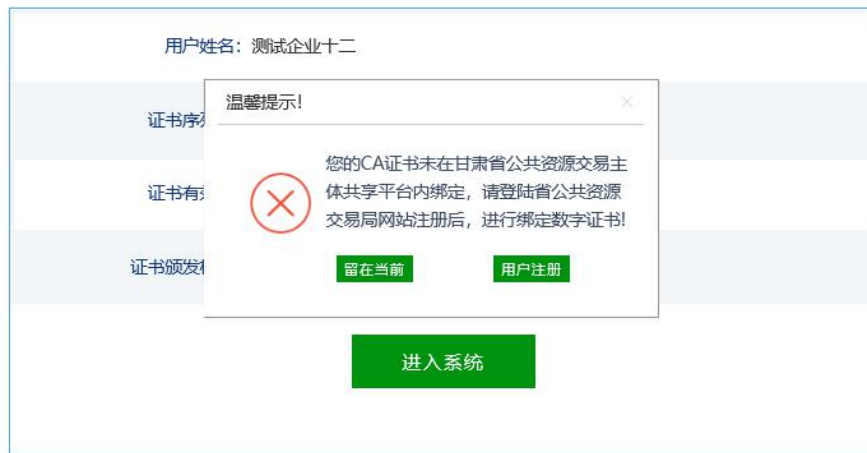 用户姓名：测试企业十二
温馨提示！
证书序
您的CA证书未在甘肃省公共资源交易主
证书有
体共享平台内绑定，请登陆省公共资源
交易局网站注册后，进行绑定数字证书！
证书颁发
留在当前 用户注册
进入系统